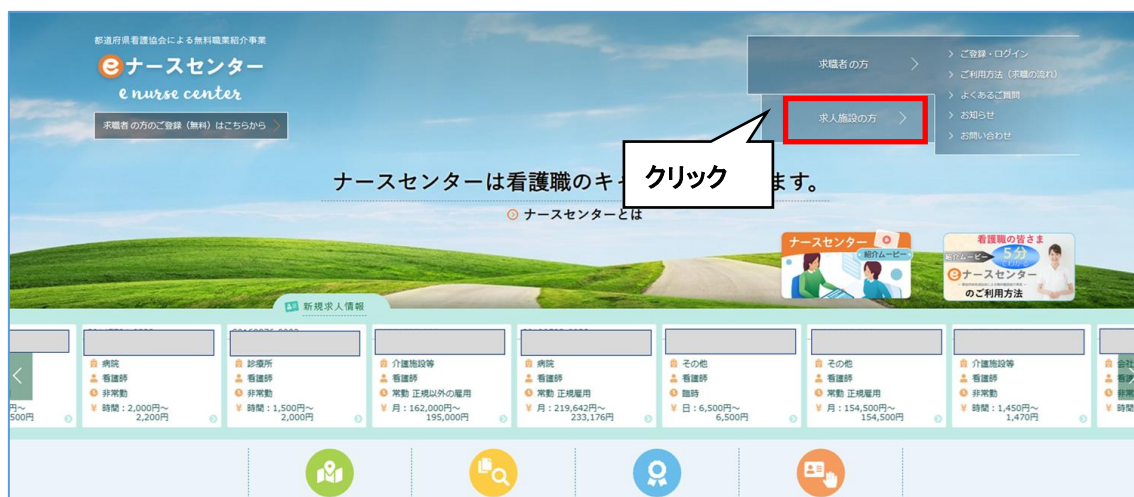 都道府県看護協会による無料職業紹介事業
eナースセンター
e nurse center
求職者の方のご登録（無料）はこちらから
求職者の方
求人施設の方
ご登録・ログイン
ご利用方法（求職の流れ）
よくあるご質問
お知らせ
お問い合わせ
クリック
ナースセンターは看護職のキ
ます。
ナースセンターとは
ナースセンター
紹介ムービー
看護職の皆さま
紹介ムービー
5分
eナースセンター
のご利用方法
新規求人情報
円～
500円
病院
看護師
非常勤
¥ 時間：2,000円～
2,200円
診療所
看護師
非常勤
¥ 時間：1,500円～
2,000円
介護施設等
看護師
常勤 正規以外の雇用
¥ 月：162,000円～
195,000円
病院
看護師
常勤 正規雇用
¥ 月：219,642円～
233,176円
その他
看護師
臨時
¥ 日：6,500円～
6,500円
その他
看護師
常勤 正規雇用
¥ 月：154,500円～
154,500円
介護施設等
看護師
非常勤
¥ 時間：1,450円～
1,470円
会社
非常
¥ 時間